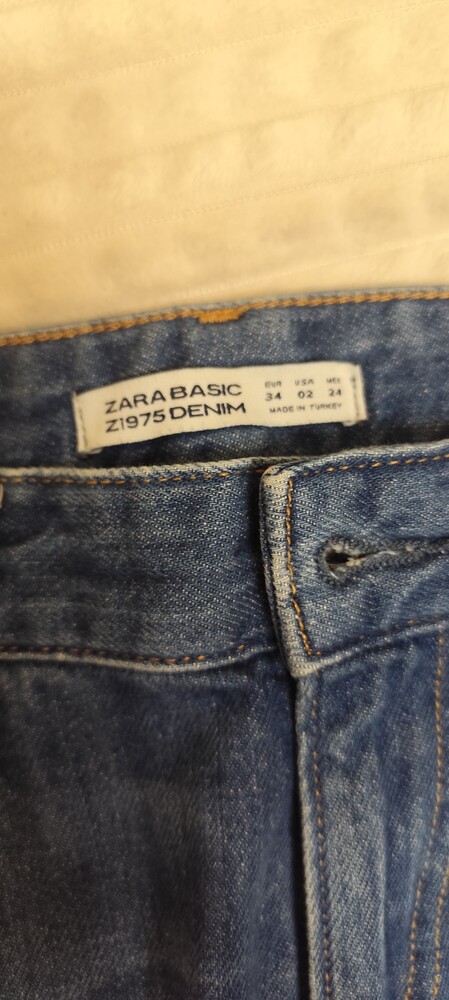 ZARA BASIC
Z1975 DENIM
EUR USA MEX
34 02 24
MADE IN TURKEY